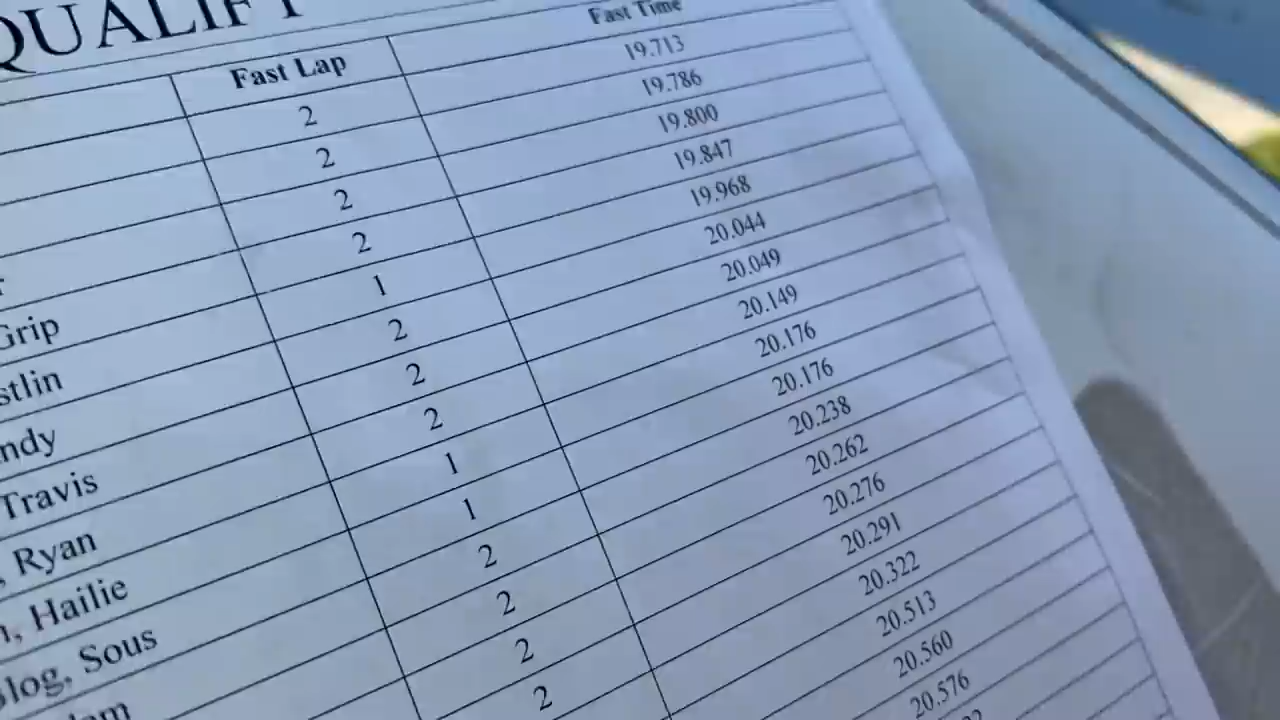 QUALIFY
Fast Lap Fast Time
2 19.713
2 19.786
2 19.800
Grip 2 19.847
stlin 1 19.968
ndy 2 20.044
Travis 2 20.049
, Ryan 2 20.149
, Hailie 1 20.176
log, Sous 1 20.176
2 20.238
2 20.262
2 20.276
2 20.291
20.322
20.513
20.560
20.576